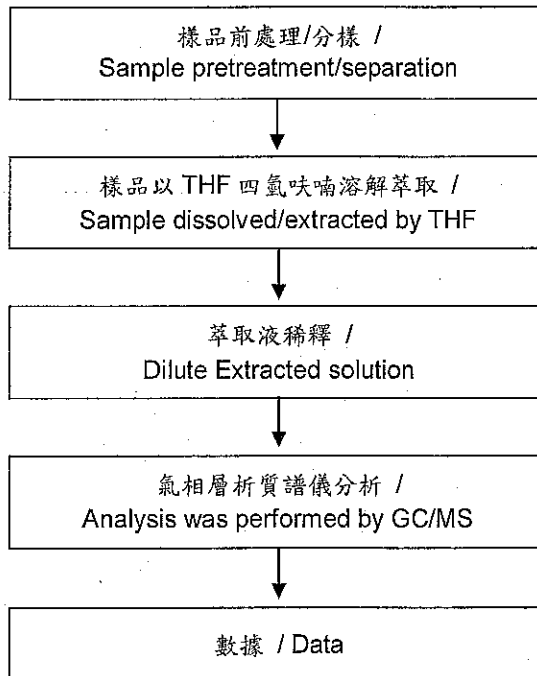 樣品前處理/分樣 /
Sample pretreatment/separation
樣品以 THF 四氫呋喃溶解萃取 /
Sample dissolved/extracted by THF
萃取液稀釋 /
Dilute Extracted solution
氣相層析質譜儀分析 /
Analysis was performed by GC/MS
數據 / Data